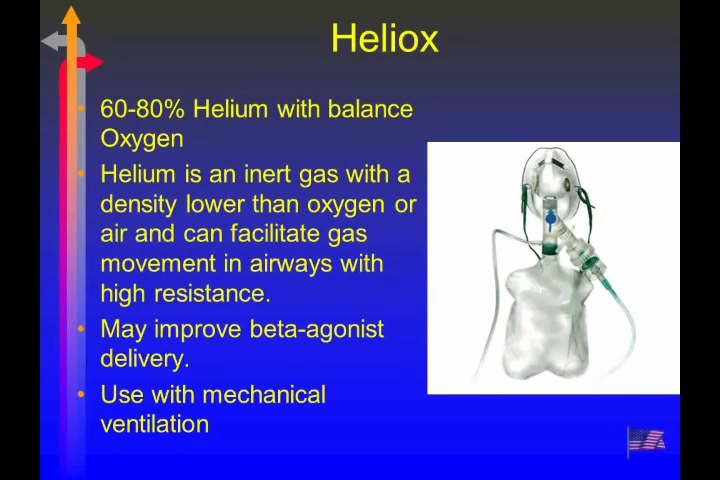 Heliox
• 60-80% Helium with balance
Oxygen
• Helium is an inert gas with a
density lower than oxygen or
air and can facilitate gas
movement in airways with
high resistance.
• May improve beta-agonist
delivery.
• Use with mechanical
ventilation